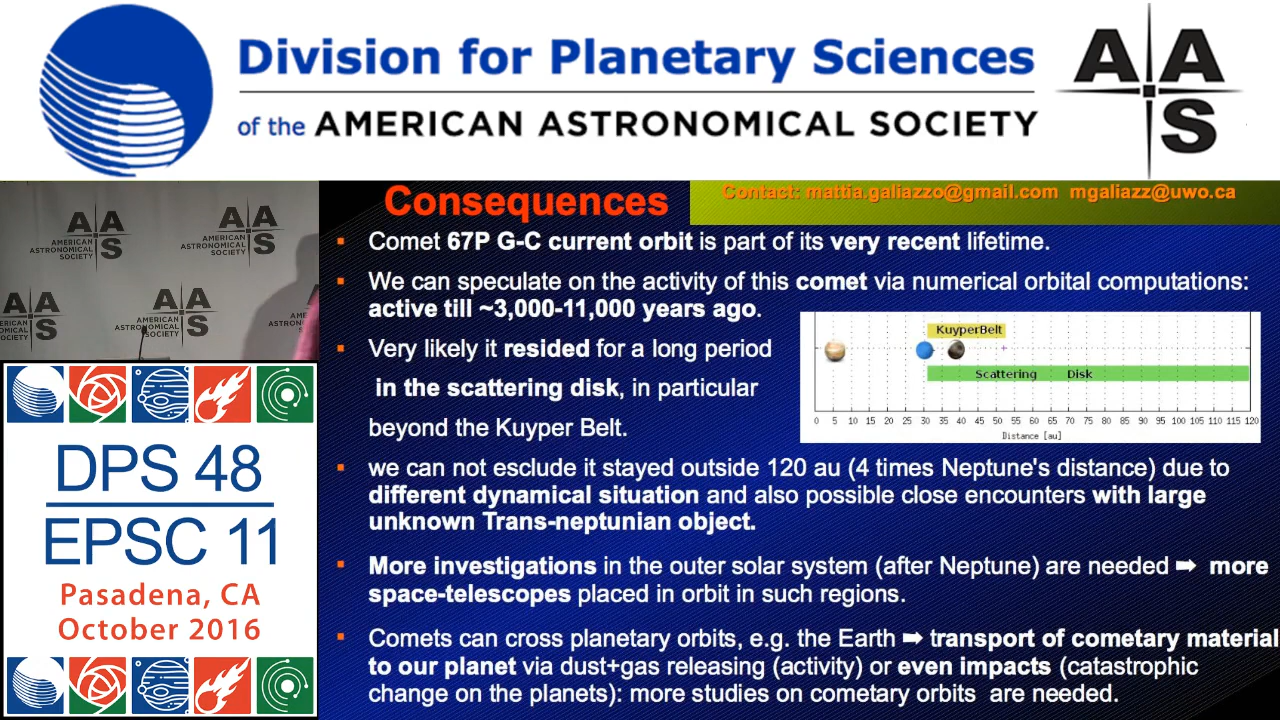 Division for Planetary Sciences
of the AMERICAN ASTRONOMICAL SOCIETY
A A
S
Consequences
Contact: mattia.galiazzo@gmail.com mgaliazz@uwo.ca
▪ Comet 67P G-C current orbit is part of its very recent lifetime.
▪ We can speculate on the activity of this comet via numerical orbital computations:
active till ~3,000-11,000 years ago.
▪ Very likely it resided for a long period
in the scattering disk, in particular
beyond the Kuyper Belt.
KuyperBelt
Scattering Disk
0 5 10 15 20 25 30 35 40 45 50 55 60 65 70 75 80 85 90 95 100 105 110 115 120
Distance [au]
▪ we can not esclude it stayed outside 120 au (4 times Neptune's distance) due to
different dynamical situation and also possible close encounters with large
unknown Trans-neptunian object.
▪ More investigations in the outer solar system (after Neptune) are needed ➡ more
space-telescopes placed in orbit in such regions.
▪ Comets can cross planetary orbits, e.g. the Earth ➡ transport of cometary material
to our planet via dust+gas releasing (activity) or even impacts (catastrophic
change on the planets): more studies on cometary orbits are needed.
A A
S
AMERICAN
ASTRONOMICAL
SOCIETY
A A
S
AMERICAN
ASTRONOMICAL
SOCIETY
A A
S
A A
S
AMERICAN
ASTRONOMICAL
SOCIETY
DPS 48
EPSC 11
Pasadena, CA
October 2016